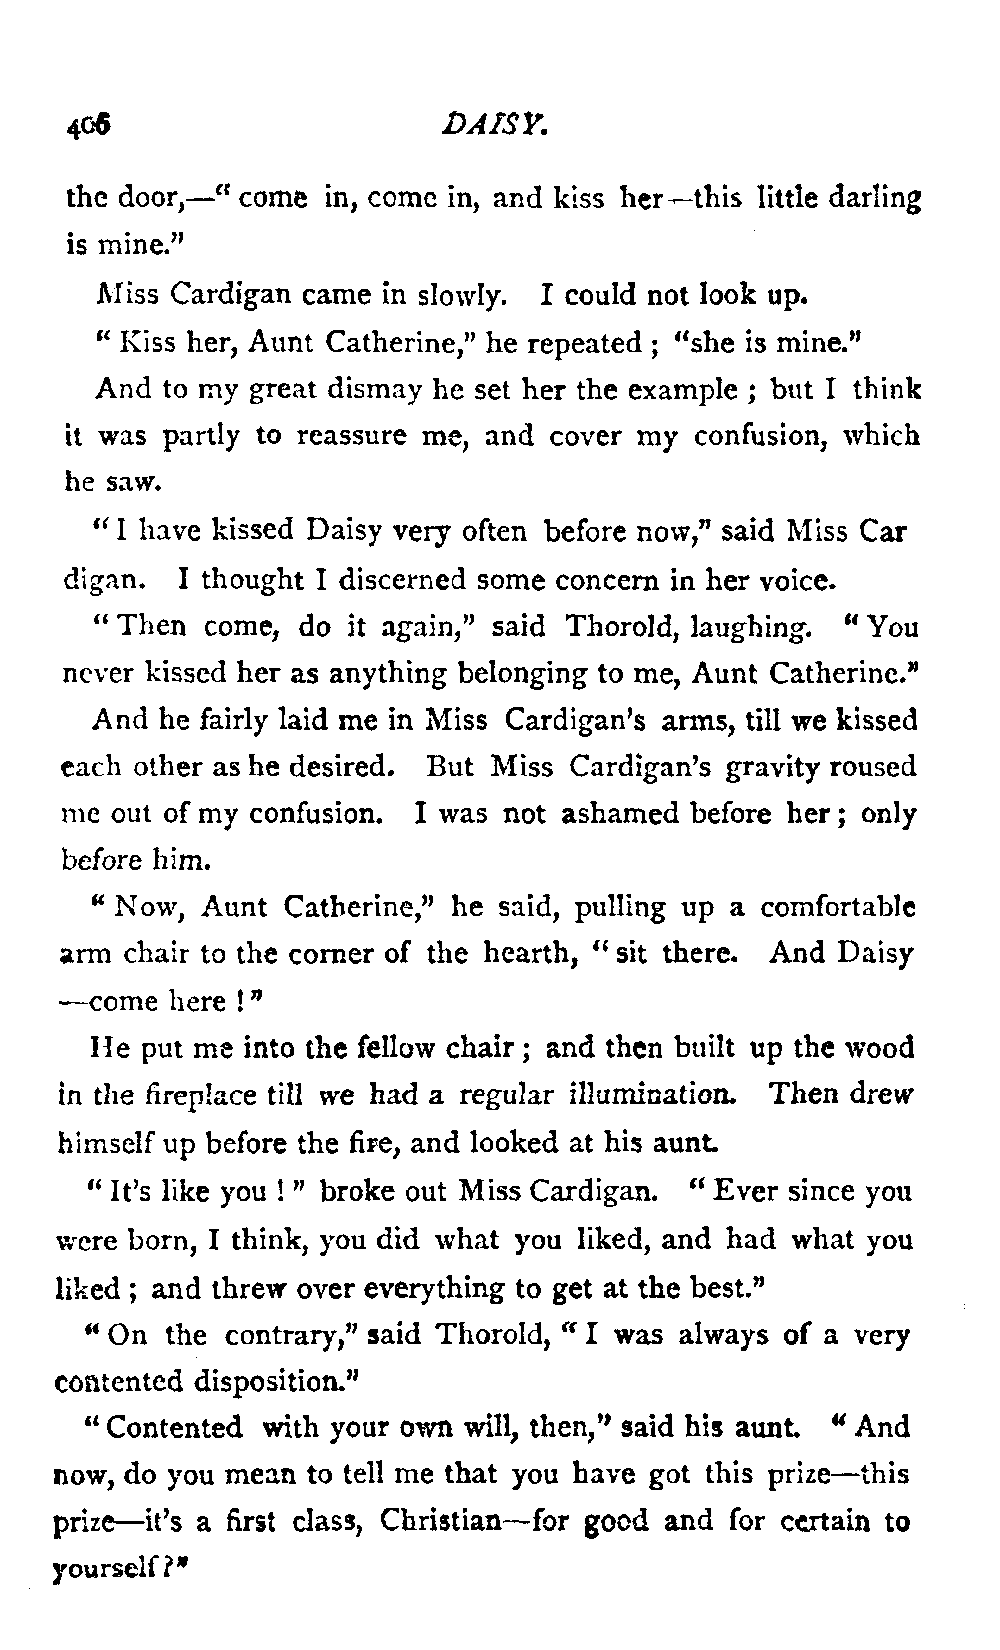 406 DAISY.
the door,—" come in, come in, and kiss her—this little darling
is mine."
Miss Cardigan came in slowly. I could not look up.
" Kiss her, Aunt Catherine," he repeated ; "she is mine."
And to my great dismay he set her the example ; but I think
it was partly to reassure me, and cover my confusion, which
he saw.
" I have kissed Daisy very often before now," said Miss Car
digan. I thought I discerned some concern in her voice.
" Then come, do it again," said Thorold, laughing. " You
never kissed her as anything belonging to me, Aunt Catherine."
And he fairly laid me in Miss Cardigan's arms, till we kissed
each other as he desired. But Miss Cardigan's gravity roused
me out of my confusion. I was not ashamed before her ; only
before him.
" Now, Aunt Catherine," he said, pulling up a comfortable
arm chair to the corner of the hearth, " sit there. And Daisy
—come here ! "
He put me into the fellow chair ; and then built up the wood
in the fireplace till we had a regular illumination. Then drew
himself up before the fire, and looked at his aunt.
" It's like you ! " broke out Miss Cardigan. " Ever since you
were born, I think, you did what you liked, and had what you
liked ; and threw over everything to get at the best."
" On the contrary," said Thorold, " I was always of a very
contented disposition."
" Contented with your own will, then," said his aunt. " And
now, do you mean to tell me that you have got this prize—this
prize—it's a first class, Christian—for good and for certain to
yourself ?"